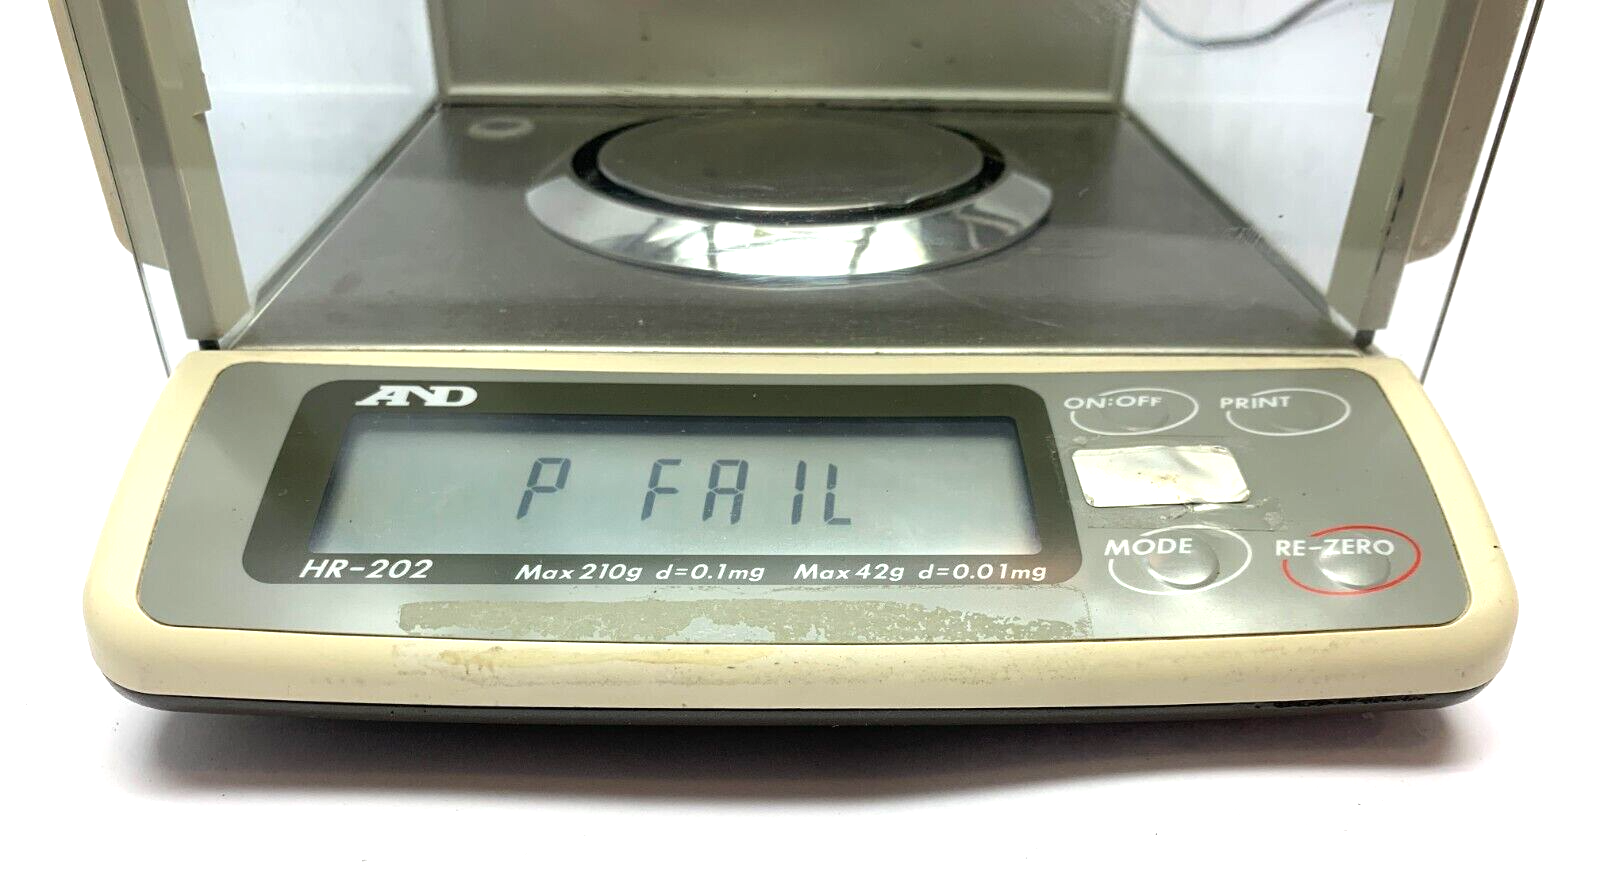 AND
P FAIL
HR-202 Max 210g d=0.1mg Max 42g d=0.01mg
ON:OFF PRINT
MODE RE-ZERO